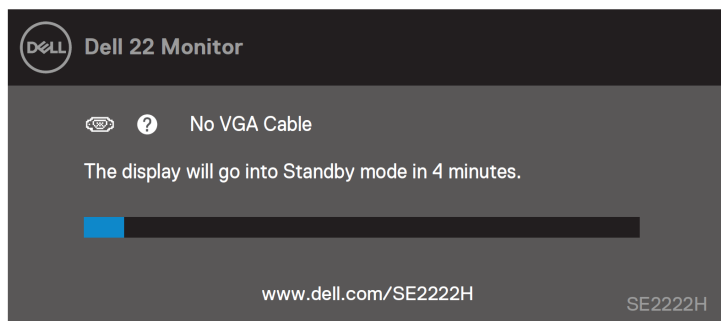 DELL Dell 22 Monitor
No VGA Cable
The display will go into Standby mode in 4 minutes.
www.dell.com/SE2222H
SE2222H